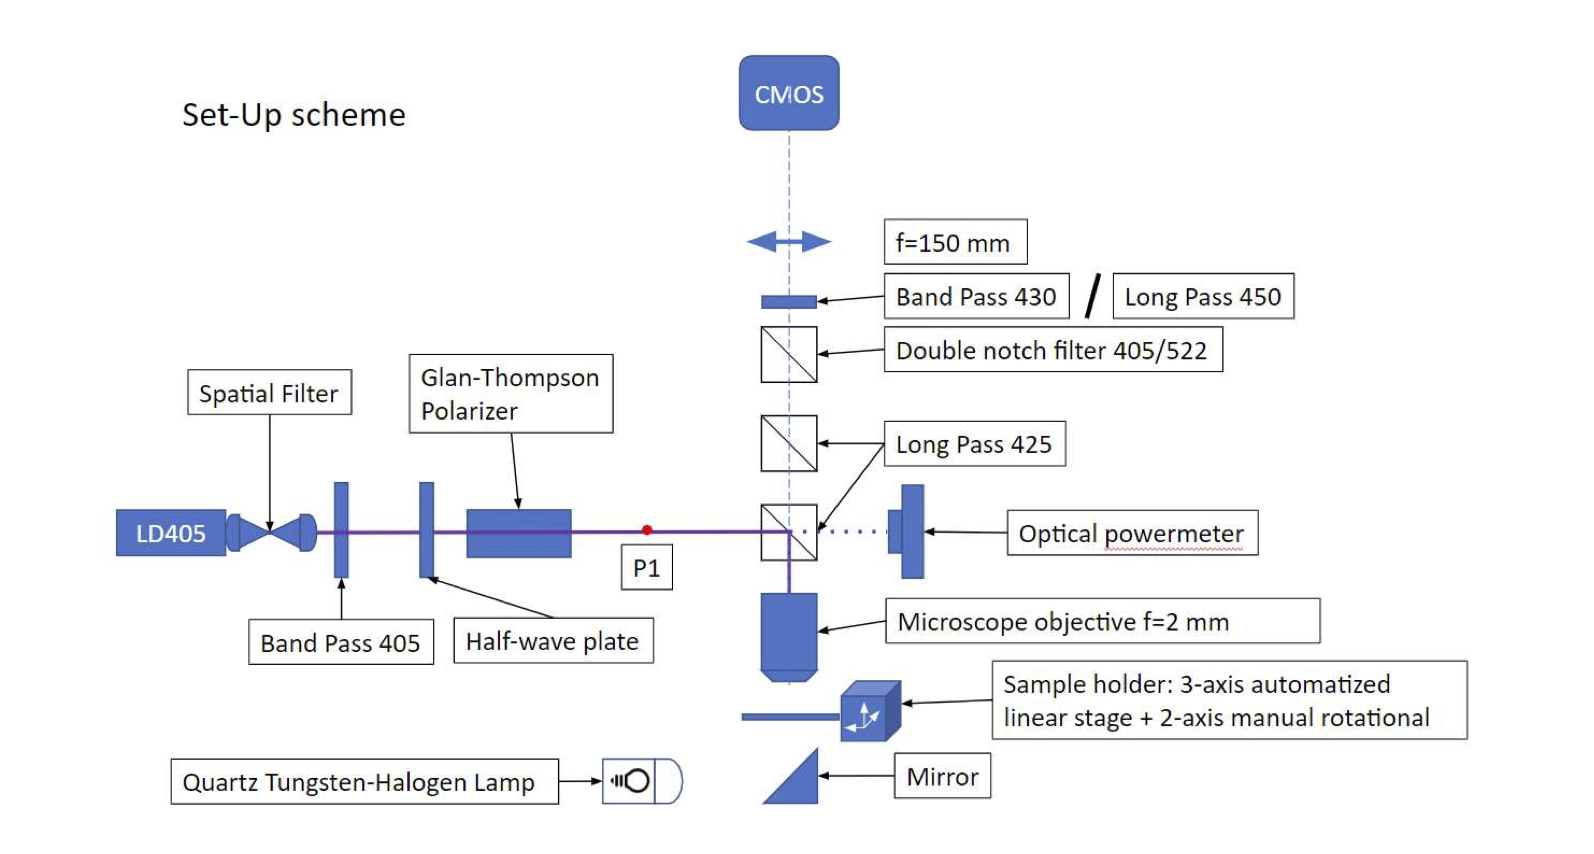 Set-Up scheme
CMOS
f=150 mm
Band Pass 430
/
Long Pass 450
Double notch filter 405/522
Glan-Thompson
Polarizer
Spatial Filter
Long Pass 425
LD405
Optical powermeter
P1
Band Pass 405
Half-wave plate
Microscope objective f=2 mm
Sample holder: 3-axis automatized
linear stage + 2-axis manual rotational
Quartz Tungsten-Halogen Lamp
Mirror